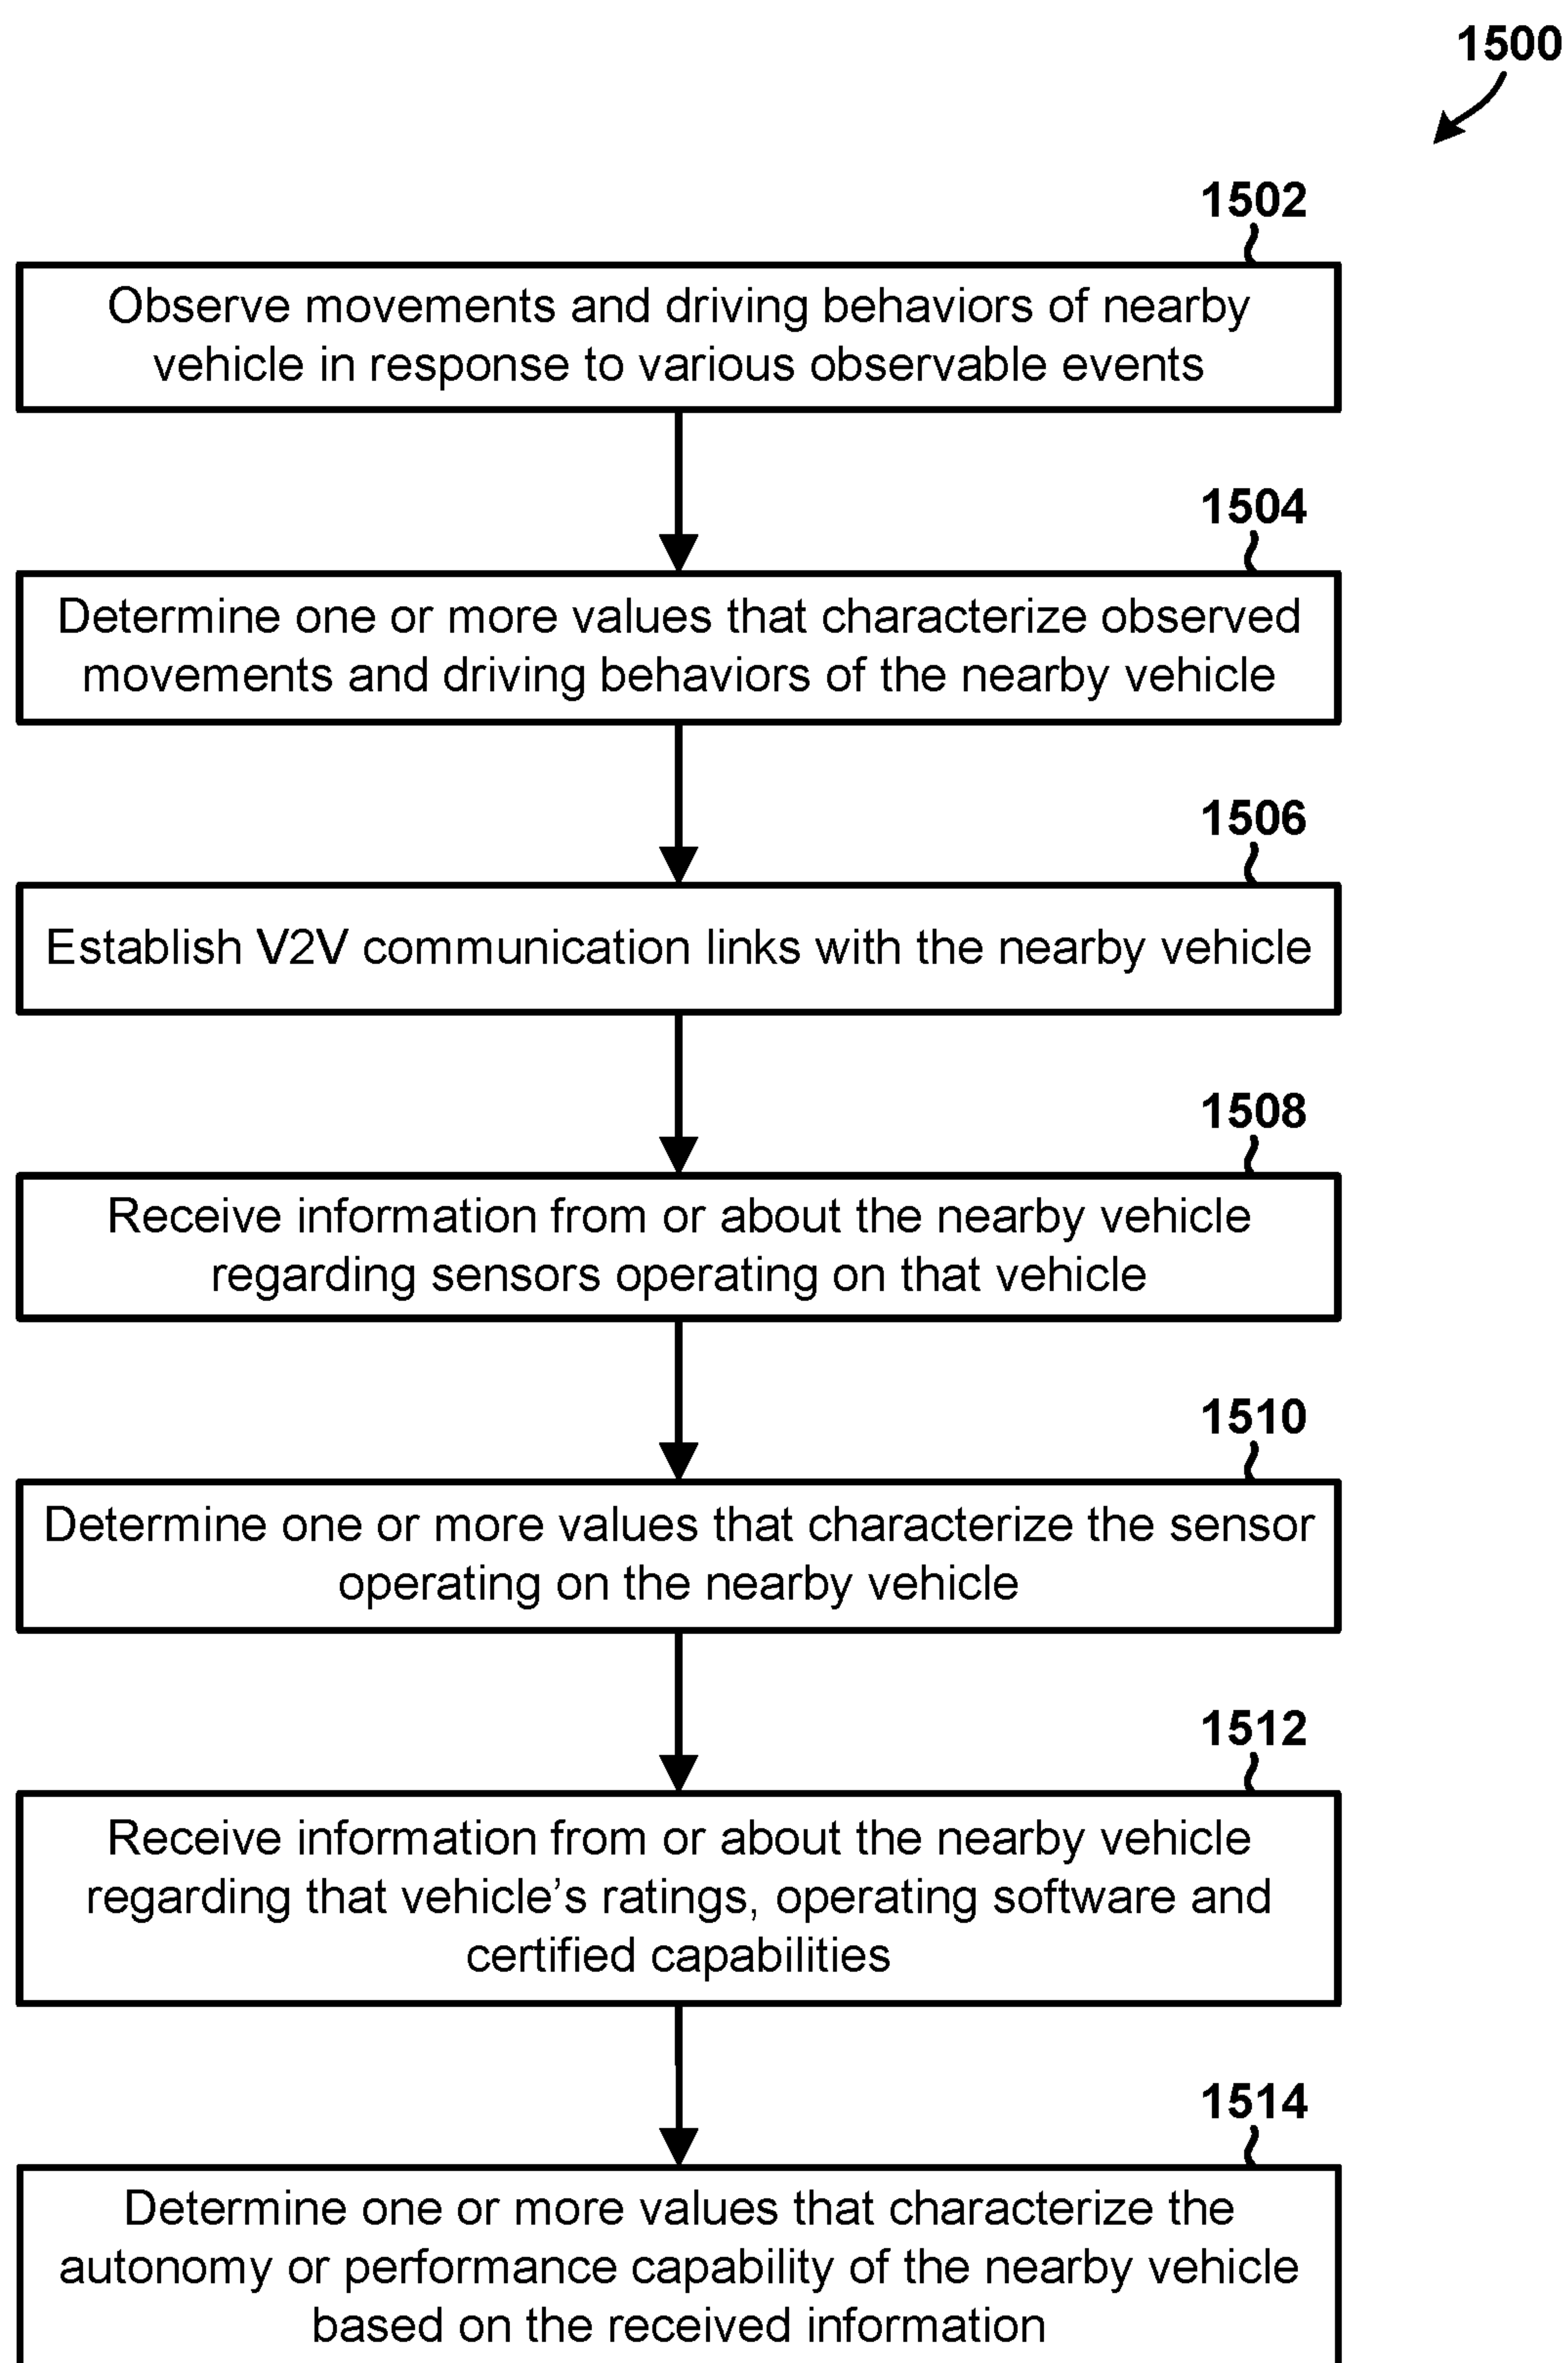 1500
1502
Observe movements and driving behaviors of nearby
vehicle in response to various observable events
1504
Determine one or more values that characterize observed
movements and driving behaviors of the nearby vehicle
1506
Establish V2V communication links with the nearby vehicle
1508
Receive information from or about the nearby vehicle
regarding sensors operating on that vehicle
1510
Determine one or more values that characterize the sensor
operating on the nearby vehicle
1512
Receive information from or about the nearby vehicle
regarding that vehicle’s ratings, operating software and
certified capabilities
1514
Determine one or more values that characterize the
autonomy or performance capability of the nearby vehicle
based on the received information